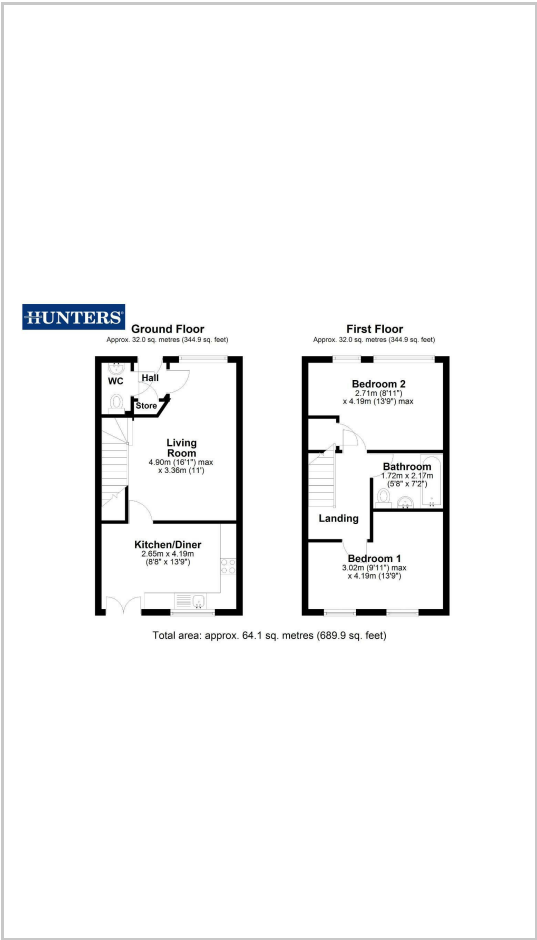 HUNTERS
Ground Floor
Approx. 32.0 sq. metres (344.9 sq. feet)
WC
Hall
Store
Living
Room
4.90m (16'1") max
x 3.36m (11')
Kitchen/Diner
2.65m x 4.19m
(8'8" x 13'9")
First Floor
Approx. 32.0 sq. metres (344.9 sq. feet)
Bedroom 2
2.71m (8'11")
x 4.19m (13'9") max
Bathroom
1.72m x 2.17m
(5'8" x 7'2")
Landing
Bedroom 1
3.02m (9'11") max
x 4.19m (13'9")
Total area: approx. 64.1 sq. metres (689.9 sq. feet)